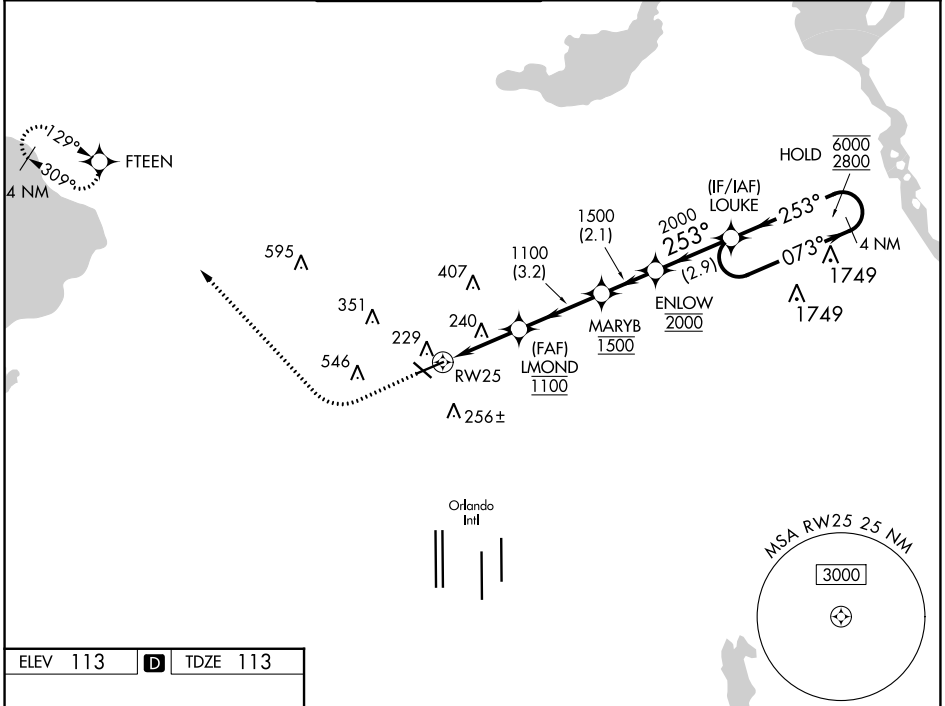 129°
309°
4 NM
FTEEN
HOLD
6000
2800
(IF/IAF)
LOUKE
253°
073°
4 NM
1749
1749
2000
253°
(2.9)
1500
(2.1)
1100
(3.2)
ENLOW
2000
MARYB
1500
(FAF)
LMOND
1100
595
407
351
240
229
546
RW25
256±
Orlando
Intl
MSA RW25 25 NM
3000
ELEV 113 D TDZE 113